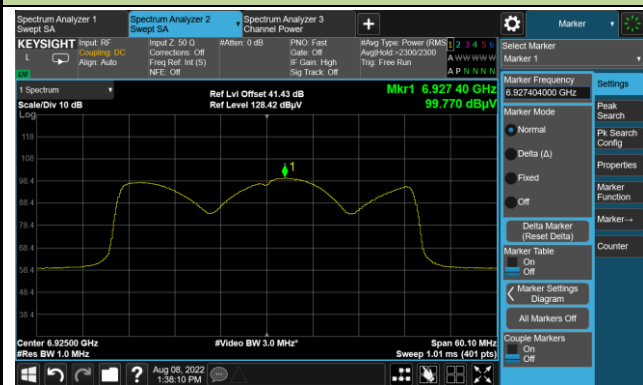 Spectrum Analyzer 1
Swept SA
Spectrum Analyzer 2
Swept SA
Spectrum Analyzer 3
Channel Power
Marker
KEYSIGHT
L
Input: RF
Coupling: DC
Align: Auto
Input Z: 50 Ω
Corrections: Off
Freq Ref: Int (S)
NFE: Off
#Atten: 0 dB
PNO: Fast
Gate: Off
IF Gain: High
Sig Track: Off
#Avg Type: Power (RMS
Avg|Hold:>2300/2300
Trig: Free Run
1 2 3 4 5 6
A W W W W W
A P N N N N
1 Spectrum
Scale/Div 10 dB
Log
Ref Lvl Offset 41.43 dB
Ref Level 128.42 dBµV
Mkr1 6.927 40 GHz
99.770 dBµV
118
108
98.4
88.4
78.4
68.4
58.4
48.4
38.4
1
Center 6.92500 GHz
#Res BW 1.0 MHz
#Video BW 3.0 MHz*
Span 60.10 MHz
Sweep 1.01 ms (401 pts)
Select Marker
Marker 1
Marker Frequency
6.927404000 GHz
Marker Mode
Normal
Delta (Δ)
Fixed
Off
Delta Marker
(Reset Delta)
Marker Table
On
Off
Marker Settings
Diagram
All Markers Off
Couple Markers
On
Off
Settings
Peak
Search
Pk Search
Config
Properties
Marker
Function
Marker→
Counter
Aug 08, 2022
1:38:10 PM